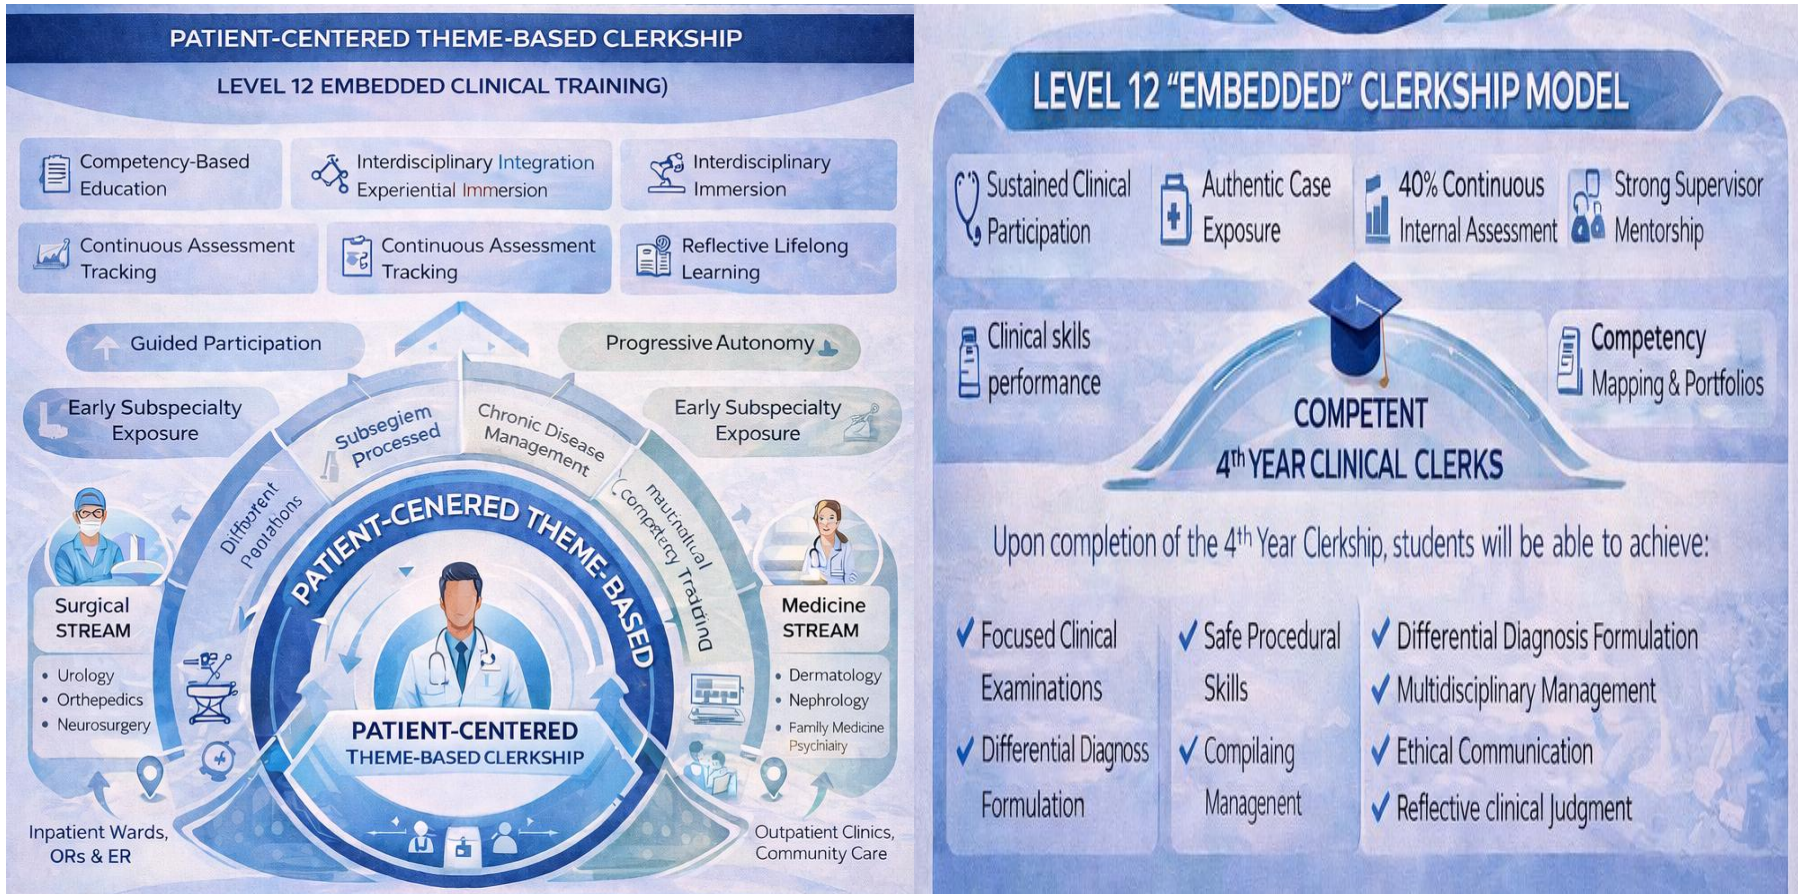 PATIENT-CENTERED THEME-BASED CLERKSHIP
LEVEL 12 EMBEDDED CLINICAL TRAINING)
Competency-Based
Education
Interdisciplinary Integration
Experiential Immersion
Interdisciplinary
Immersion
Continuous Assessment
Tracking
Continuous Assessment
Tracking
Reflective Lifelong
Learning
Guided Participation
Progressive Autonomy
Early Subspecialty
Exposure
Early Subspecialty
Exposure
Subsegiem
Processed
Chronic Disease
Management
Competency
PATIENT-CENERED THEME-BASED
Surgical
STREAM
• Urology
• Orthepedics
• Neurosurgery
Medicine
STREAM
• Dermatology
• Nephrology
• Family Medicine
Psychiairy
PATIENT-CENTERED
THEME-BASED CLERKSHIP
Inpatient Wards,
ORs & ER
Outpatient Clinics,
Community Care
LEVEL 12 “EMBEDDED” CLERKSHIP MODEL
Sustained Clinical
Participation
Authentic Case
Exposure
40% Continuous
Internal Assessment
Strong Supervisor
Mentorship
Clinical skils
performance
Competency
Mapping & Portfolios
COMPETENT
4th YEAR CLINICAL CLERKS
Upon completion of the 4th Year Clerkship, students will be able to achieve:
✓ Focused Clinical
Examinations
✓ Differential Diagnoss
Formulation
✓ Safe Procedural
Skills
✓ Compilaing
Managenent
✓ Differential Diagnosis Formulation
✓ Multidisciplinary Management
✓ Ethical Communication
✓ Reflective clinical Judgment